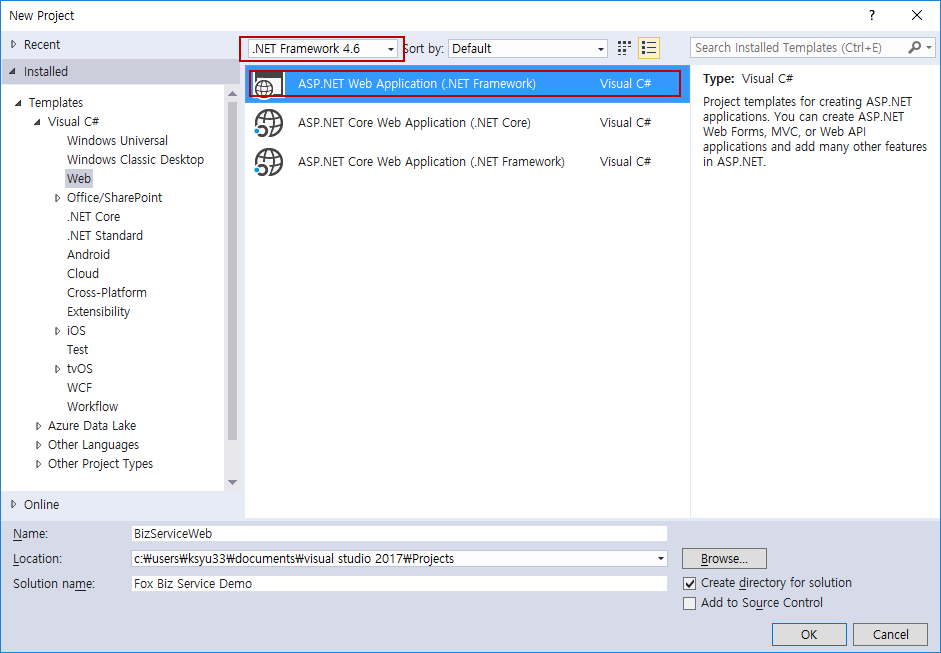 New Project
?
Recent
.NET Framework 4.6
Sort by:
Default
Search Installed Templates (Ctrl+E)
Installed
Templates
Visual C#
Windows Universal
Windows Classic Desktop
Web
Office/SharePoint
.NET Core
.NET Standard
Android
Cloud
Cross-Platform
Extensibility
iOS
Test
tvOS
WCF
Workflow
Azure Data Lake
Other Languages
Other Project Types
Online
ASP.NET Web Application (.NET Framework) Visual C#
ASP.NET Core Web Application (.NET Core) Visual C#
ASP.NET Core Web Application (.NET Framework) Visual C#
Type: Visual C#
Project templates for creating ASP.NET
applications. You can create ASP.NET
Web Forms, MVC, or Web API
applications and add many other features
in ASP.NET.
Name: BizServiceWeb
Location: c:₩users₩ksyu33₩documents₩visual studio 2017₩Projects
Browse...
Solution name: Fox Biz Service Demo
Create directory for solution
Add to Source Control
OK
Cancel